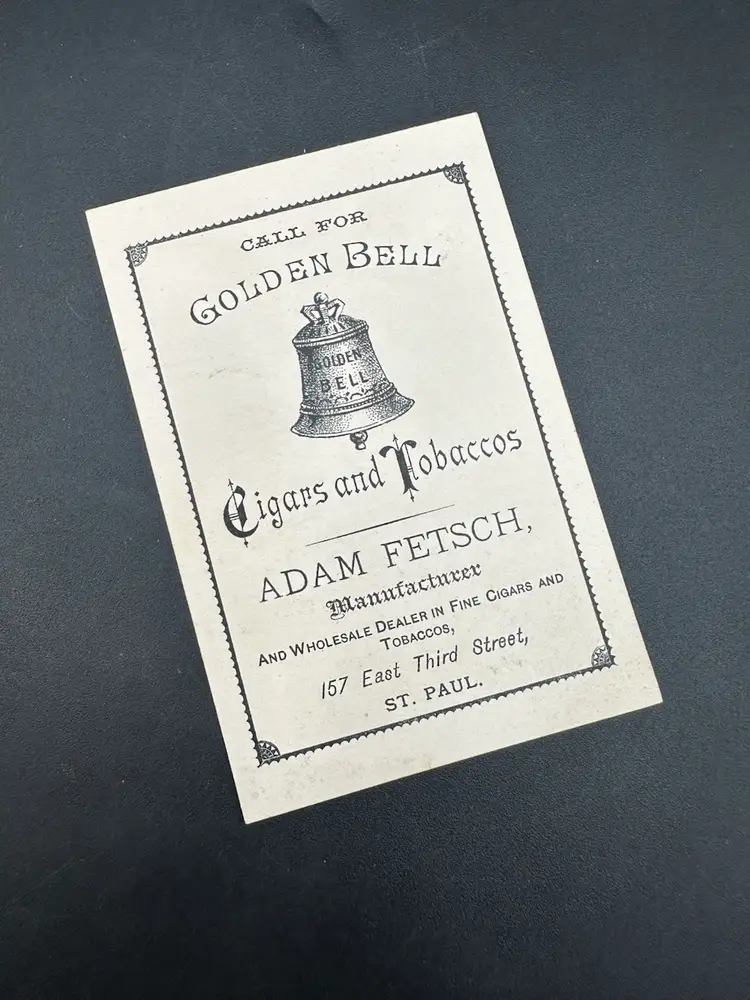 CALL FOR
GOLDEN BELL
GOLDEN
BELL
Cigars and Tobaccos
ADAM FETSCH,
Manufacturer
AND WHOLESALE DEALER IN FINE CIGARS AND
TOBACCOS,
157 East Third Street,
ST. PAUL.